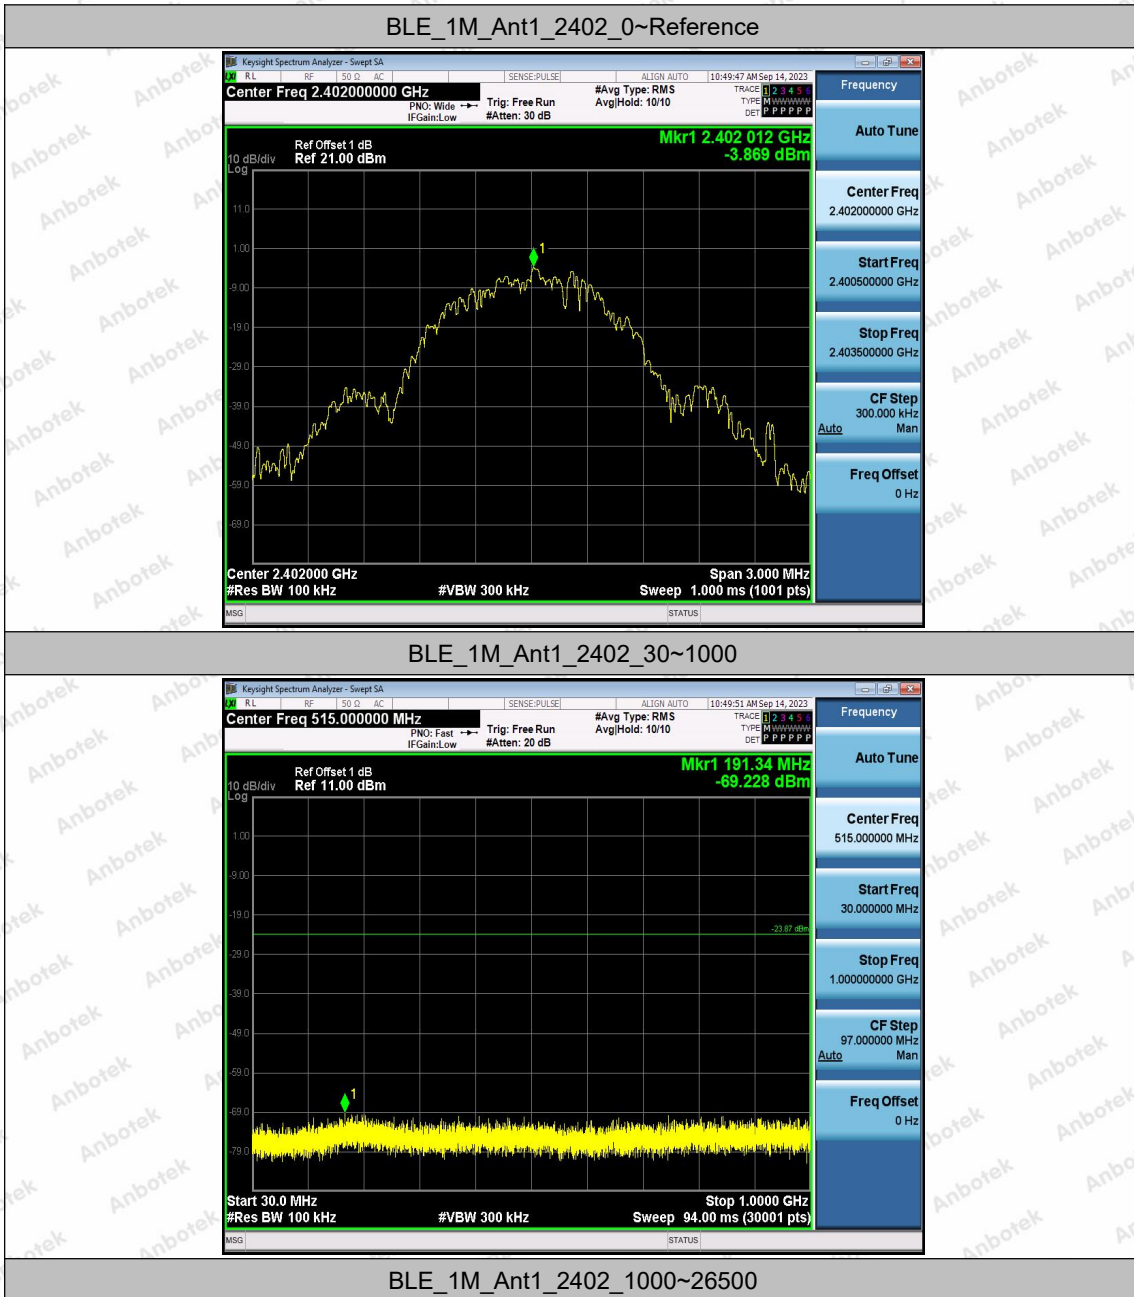 BLE_1M_Ant1_2402_0~Reference
Keysight Spectrum Analyzer - Swept SA
LXI RL RF 50 Ω AC SENSE:PULSE ALIGN AUTO 10:49:47 AM Sep 14, 2023
Center Freq 2.402000000 GHz #Avg Type: RMS TRACE 1 2 3 4 5 6
PNO: Wide Trig: Free Run Avg|Hold: 10/10 TYPE M WWWWW
IFGain:Low #Atten: 30 dB DET P P P P P P
Frequency
Auto Tune
Mkr1 2.402 012 GHz
-3.869 dBm
Ref Offset 1 dB
10 dB/div Ref 21.00 dBm
Log
11.0
1.00
-9.00
-19.0
-29.0
-39.0
-49.0
-59.0
-69.0
1
Center Freq
2.402000000 GHz
Start Freq
2.400500000 GHz
Stop Freq
2.403500000 GHz
CF Step
300.000 kHz
Auto Man
Freq Offset
0 Hz
Center 2.402000 GHz Span 3.000 MHz
#Res BW 100 kHz #VBW 300 kHz Sweep 1.000 ms (1001 pts)
MSG STATUS
BLE_1M_Ant1_2402_30~1000
Keysight Spectrum Analyzer - Swept SA
LXI RL RF 50 Ω AC SENSE:PULSE ALIGN AUTO 10:49:51 AM Sep 14, 2023
Center Freq 515.000000 MHz #Avg Type: RMS TRACE 1 2 3 4 5 6
PNO: Fast Trig: Free Run Avg|Hold: 10/10 TYPE M WWWWW
IFGain:Low #Atten: 20 dB DET P P P P P P
Frequency
Auto Tune
Mkr1 191.34 MHz
-69.228 dBm
Ref Offset 1 dB
10 dB/div Ref 11.00 dBm
Log
1.00
-9.00
-19.0
-29.0
-39.0
-49.0
-59.0
-69.0
-79.0
-23.87 dBm
1
Center Freq
515.000000 MHz
Start Freq
30.000000 MHz
Stop Freq
1.000000000 GHz
CF Step
97.000000 MHz
Auto Man
Freq Offset
0 Hz
Start 30.0 MHz Stop 1.0000 GHz
#Res BW 100 kHz #VBW 300 kHz Sweep 94.00 ms (30001 pts)
MSG STATUS
BLE_1M_Ant1_2402_1000~26500
Anbotek